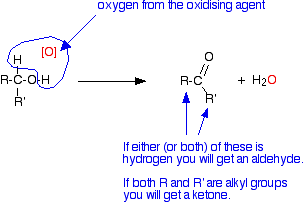 oxygen from the oxidising agent
[O]
H
R-C-O-H
R'
O
R-C
R'
+ H2O
If either (or both) of these is
hydrogen you will get an aldehyde.
If both R and R' are alkyl groups
you will get a ketone.